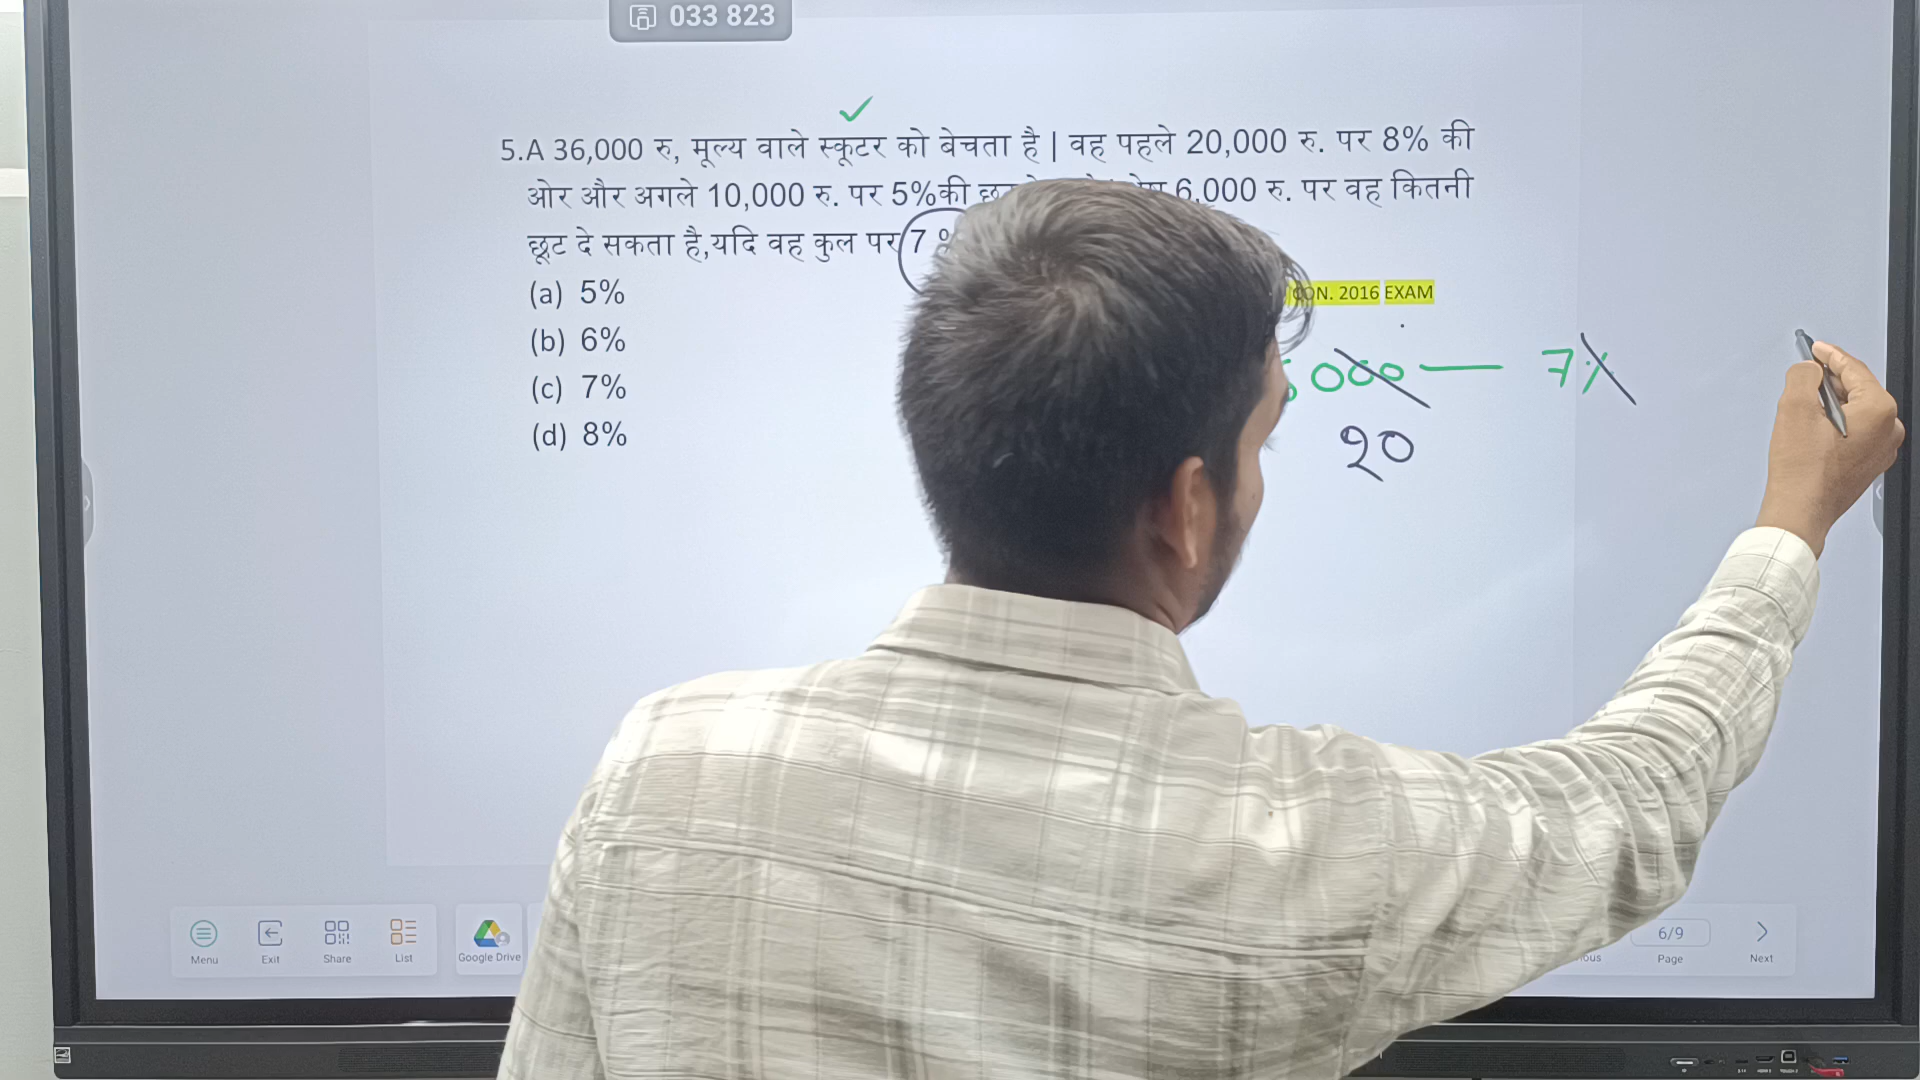 033 823
5.A 36,000 रु, मूल्य वाले स्कूटर को बेचता है | वह पहले 20,000 रु. पर 8% की
ओर और अगले 10,000 रु. पर 5%की 6,000 रु. पर वह कितनी
छूट दे सकता है,यदि वह कुल पर 7
CON. 2016 EXAM
(a) 5%
(b) 6%
(c) 7%
(d) 8%
000 — 7%
20
Menu Exit Share List Google Drive Page Next
6/9